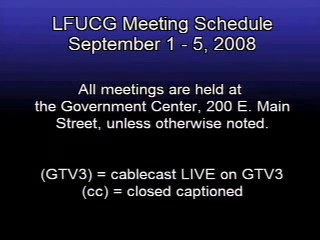 LFUCG Meeting Schedule
September 1 - 5, 2008
All meetings are held at
the Government Center, 200 E. Main
Street, unless otherwise noted.
(GTV3) = cablecast LIVE on GTV3
(cc) = closed captioned